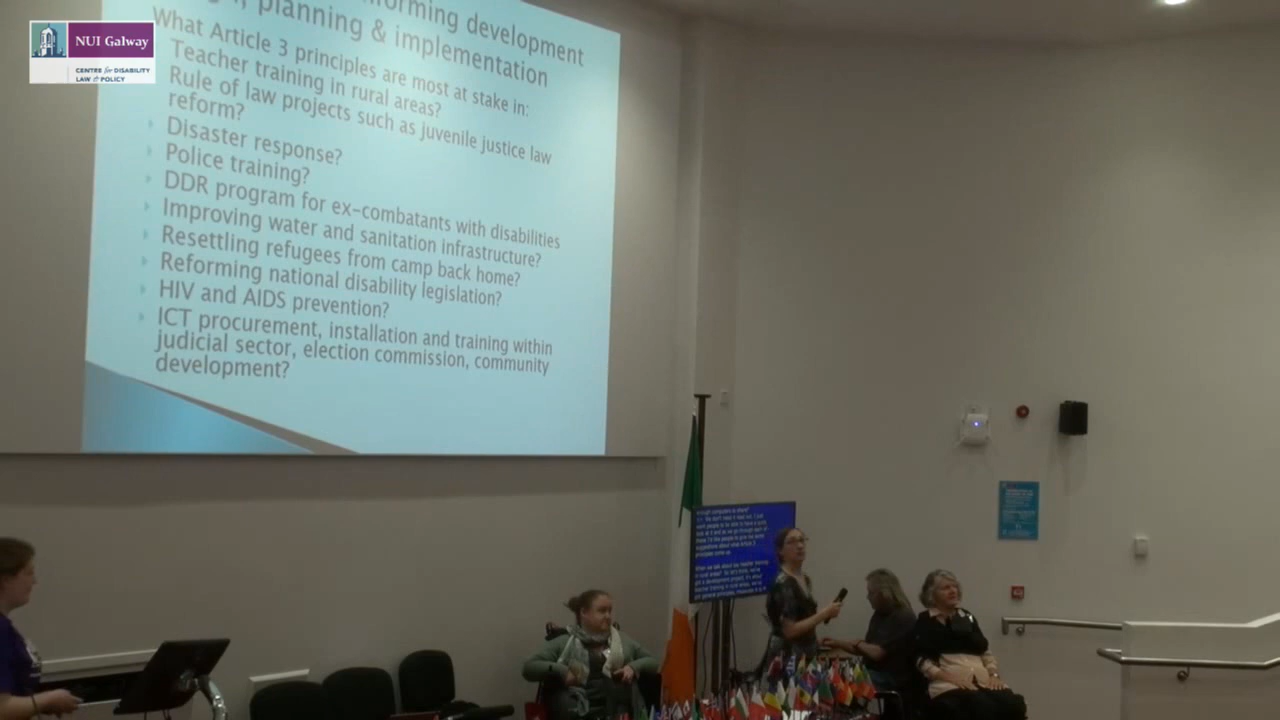 NUI Galway
CENTRE for DISABILITY
LAW & POLICY
forming development
planning & implementation
What Article 3 principles are most at stake in:
Teacher training in rural areas?
Rule of law projects such as juvenile justice law
reform?
Disaster response?
Police training?
DDR program for ex-combatants with disabilities
Improving water and sanitation infrastructure?
Resettling refugees from camp back home?
Reforming national disability legislation?
HIV and AIDS prevention?
ICT procurement, installation and training within
judicial sector, election commission, community
development?